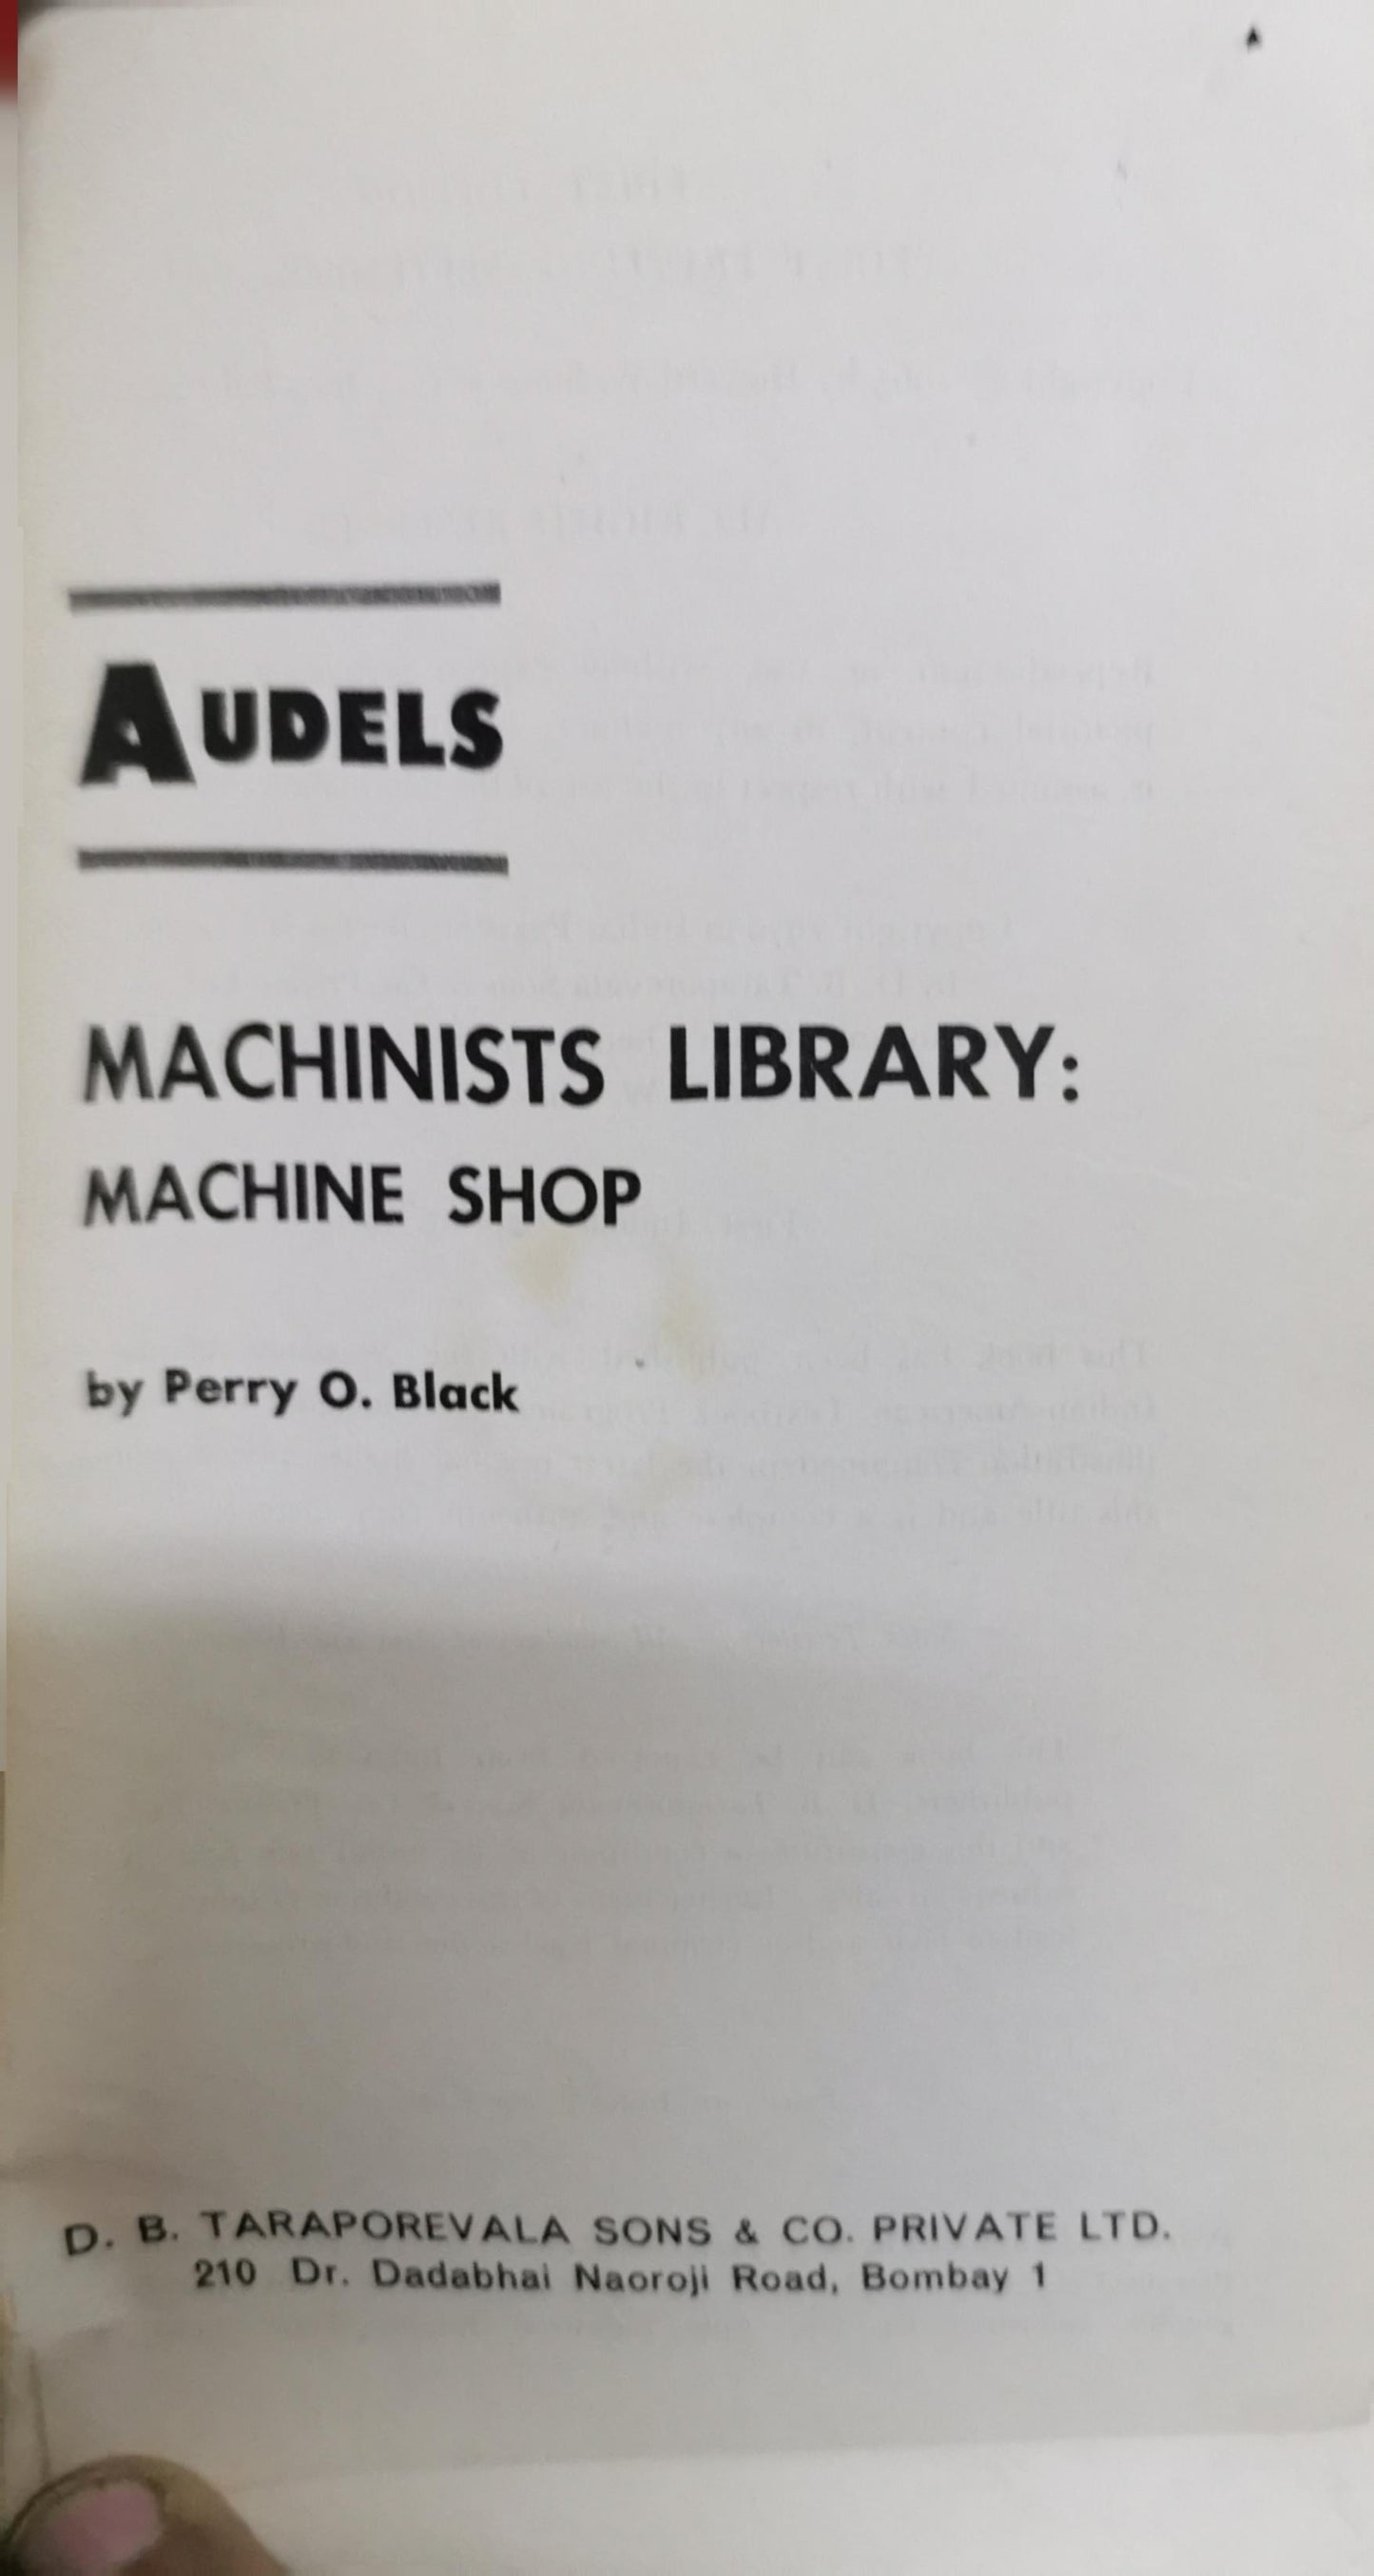 AUDELS
MACHINISTS LIBRARY:
MACHINE SHOP
by Perry O. Black
D. B. TARAPOREVALA SONS & CO. PRIVATE LTD.
210 Dr. Dadabhai Naoroji Road, Bombay 1